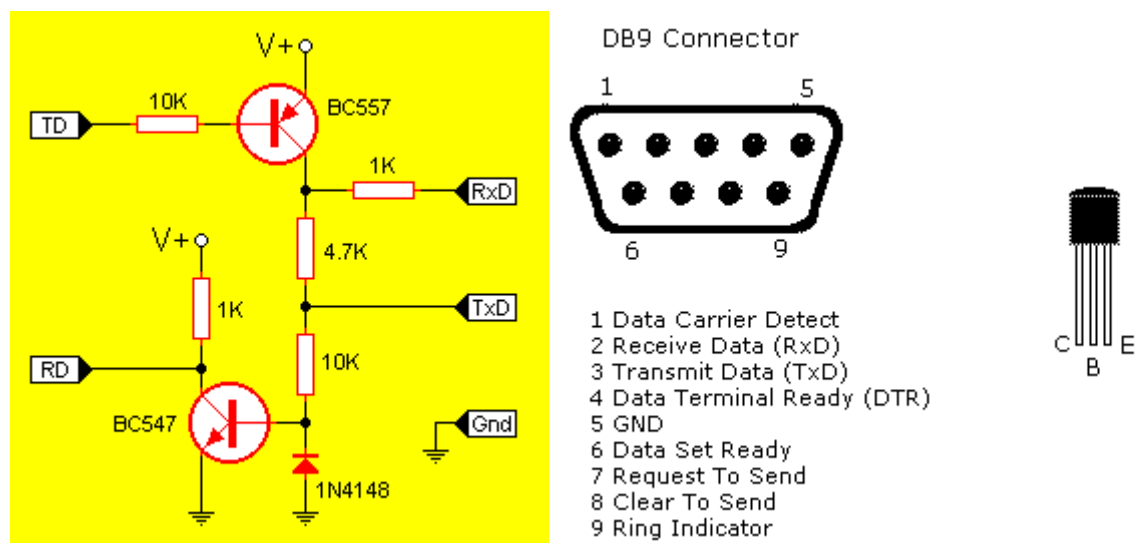 V+
BC557
10K
TD
1K
RxD
4.7K
V+
1K
TxD
10K
RD
BC547
Gnd
1N4148
DB9 Connector
1 5
6 9
1 Data Carrier Detect
2 Receive Data (RxD)
3 Transmit Data (TxD)
4 Data Terminal Ready (DTR)
5 GND
6 Data Set Ready
7 Request To Send
8 Clear To Send
9 Ring Indicator
C B E